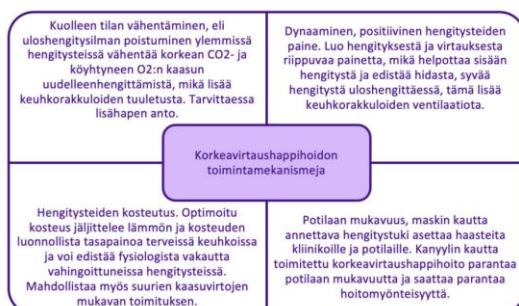 Kuolleen tilan vähentäminen, eli
uloshengitysilman poistuminen ylemmissä
hengitysteissä vähentää korkean CO2- ja
köyhtyneen O2:n kaasun
uudelleenhengittämistä, mikä lisää
keuhkorakkuloiden tuuletusta. Tarvittaessa
lisähapen anto.
Dynaaminen, positiivinen hengitysteiden
paine. Luo hengityksestä ja virtauksesta
riippuvaa painetta, mikä helpottaa sisään
hengitystä ja edistää hidasta, syvää
hengitystä uloshengittäessä, tämä lisää
keuhkorakkuloiden ventilaatiota.
Korkeavirtaushappihoidon
toimintamekanismeja
Hengitysteiden kosteutus. Optimoitu
kosteus jäljittelee lämmön ja kosteuden
luonnollista tasapainoa terveissä keuhkoissa
ja voi edistää fysiologista vakautta
vahingoittuneissa hengitysteissä.
Mahdollistaa myös suurien kaasuvirtojen
mukavan toimituksen.
Potilaan mukavuus, maskin kautta
annettava hengitystuki asettaa haasteita
kliinikoille ja potilaille. Kanyylin kautta
toimitettu korkeavirtaushappihoito parantaa
potilaan mukavuutta ja saattaa parantaa
hoitomyönteisyyttä.